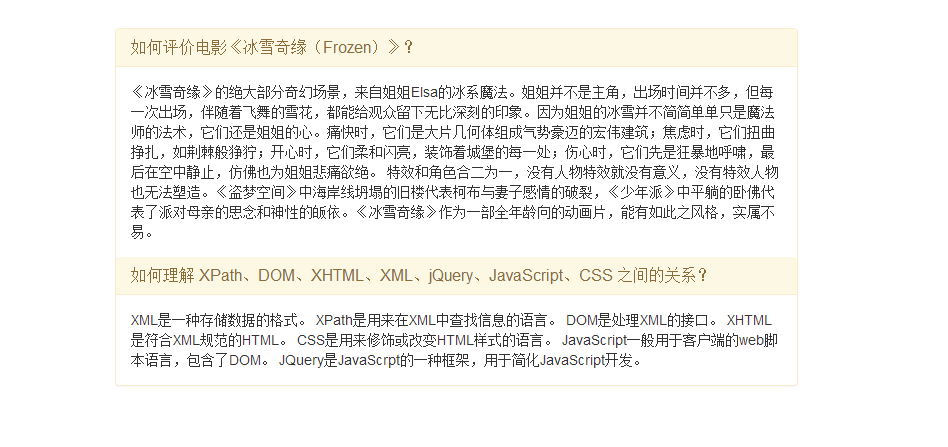 如何评价电影《冰雪奇缘（Frozen）》？
《冰雪奇缘》的绝大部分奇幻场景，来自姐姐Elsa的冰系魔法。姐姐并不是主角，出场时间并不多，但每
一次出场，伴随着飞舞的雪花，都能给观众留下无比深刻的印象。因为姐姐的冰雪并不简简单单只是魔法
师的法术，它们还是姐姐的心。痛快时，它们是大片几何体组成气势豪迈的宏伟建筑；焦虑时，它们扭曲
挣扎，如荆棘般狰狞；开心时，它们柔和闪亮，装饰着城堡的每一处；伤心时，它们先是狂暴地呼啸，最
后在空中静止，仿佛也为姐姐悲痛欲绝。 特效和角色合二为一，没有人物特效就没有意义，没有特效人物
也无法塑造。《盗梦空间》中海岸线坍塌的旧楼代表柯布与妻子感情的破裂，《少年派》中平躺的卧佛代
表了派对母亲的思念和神性的皈依。《冰雪奇缘》作为一部全年龄向的动画片，能有如此之风格，实属不
易。
如何理解 XPath、DOM、XHTML、XML、jQuery、JavaScript、CSS 之间的关系？
XML是一种存储数据的格式。 XPath是用来在XML中查找信息的语言。 DOM是处理XML的接口。 XHTML
是符合XML规范的HTML。 CSS是用来修饰或改变HTML样式的语言。 JavaScript一般用于客户端的web脚
本语言，包含了DOM。 JQuery是JavaScrpt的一种框架，用于简化JavaScript开发。